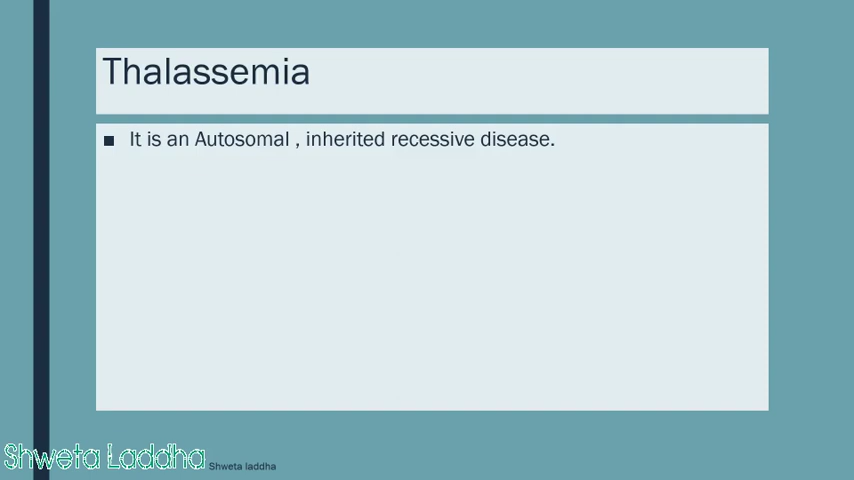 Thalassemia
■ It is an Autosomal , inherited recessive disease.
Shweta Laddha
Shweta laddha